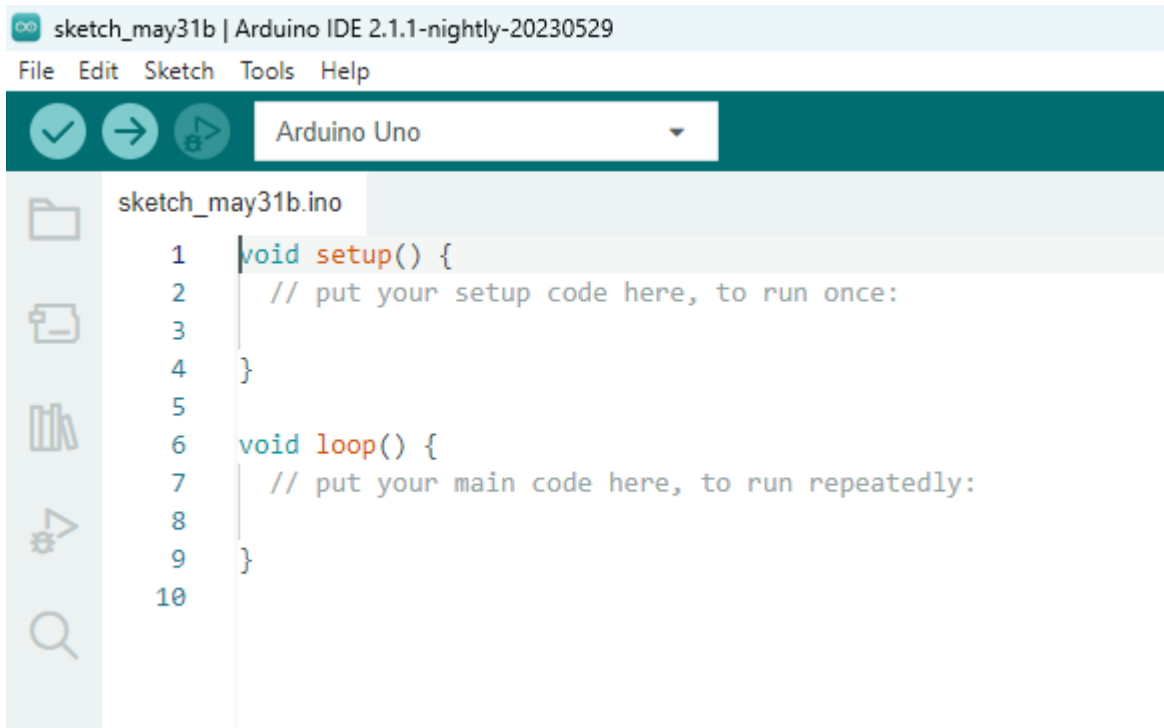 sketch_may31b | Arduino IDE 2.1.1-nightly-20230529
File Edit Sketch Tools Help
Arduino Uno
sketch_may31b.ino
1 void setup() {
2 // put your setup code here, to run once:
3
4 }
5
6 void loop() {
7 // put your main code here, to run repeatedly:
8
9 }
10